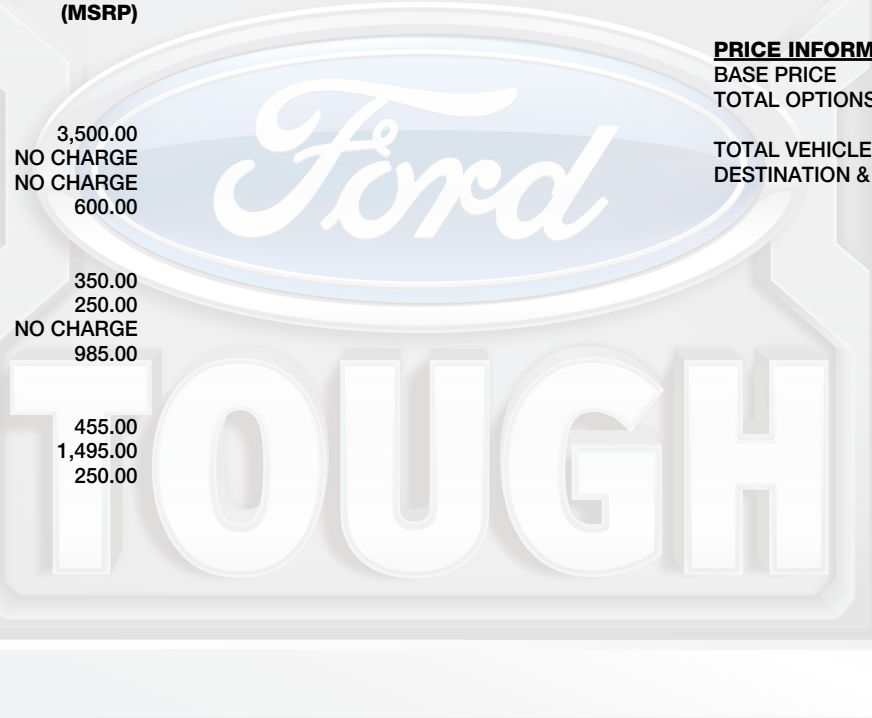 (MSRP)
3,500.00
NO CHARGE
NO CHARGE
600.00
350.00
250.00
NO CHARGE
985.00
455.00
1,495.00
250.00
PRICE INFORM
BASE PRICE
TOTAL OPTIONS
TOTAL VEHICLE
DESTINATION &
Ford
TOUGH